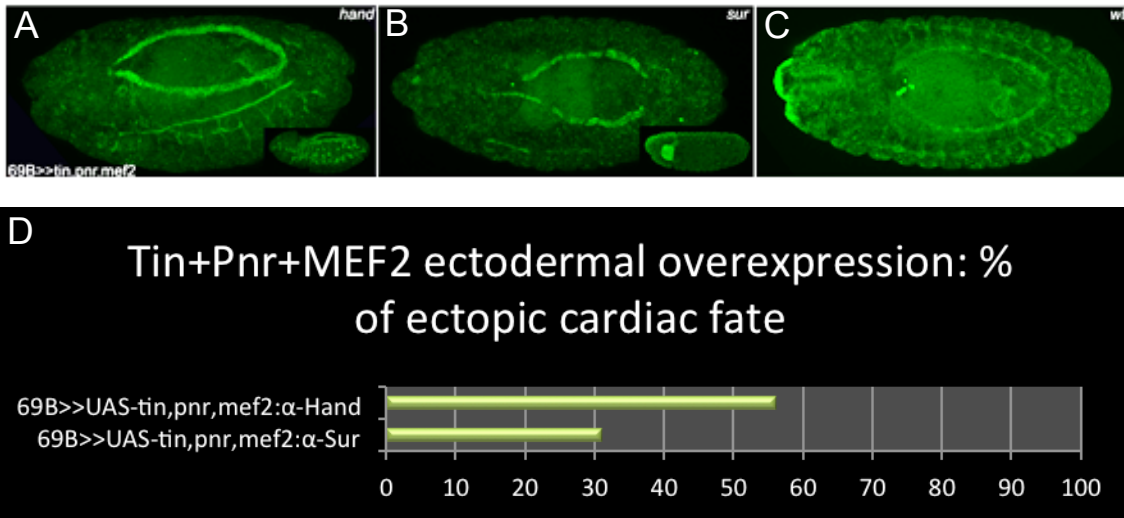 A
hand
B
sur
C
wt
69B>>tin,pnr,mef2
D
Tin+Pnr+MEF2 ectodermal overexpression: %
of ectopic cardiac fate
69B>>UAS-tin,pnr,mef2:α-Hand
69B>>UAS-tin,pnr,mef2:α-Sur
0 10 20 30 40 50 60 70 80 90 100